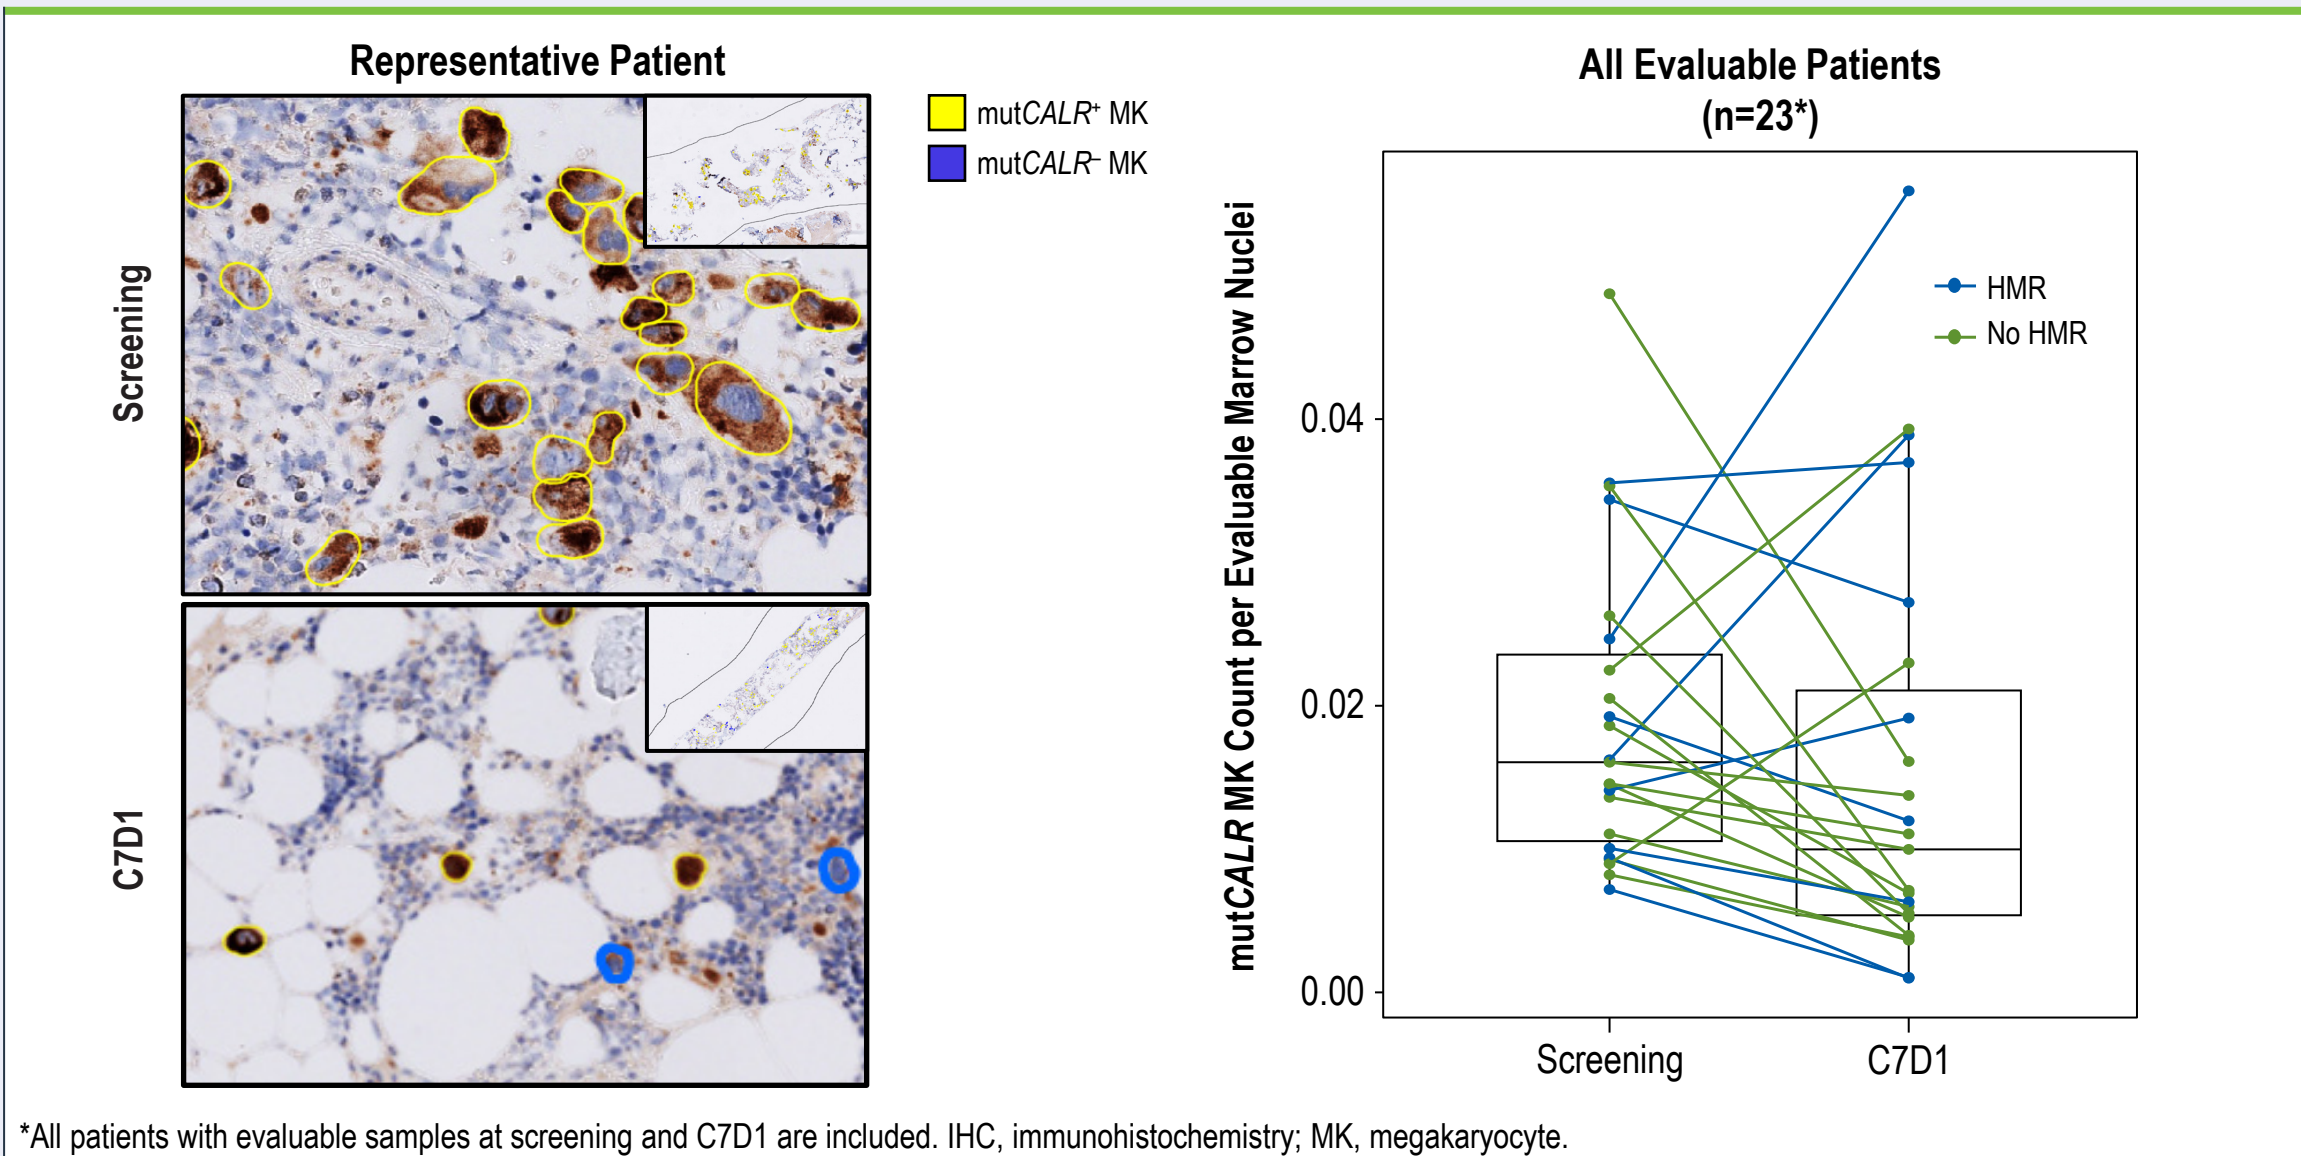 Representative Patient
Screening
C7D1
mutCALR⁺ MK
mutCALR⁻ MK
All Evaluable Patients
(n=23*)
mutCALR MK Count per Evaluable Marrow Nuclei
0.04
0.02
0.00
HMR
No HMR
Screening
C7D1
*All patients with evaluable samples at screening and C7D1 are included. IHC, immunohistochemistry; MK, megakaryocyte.